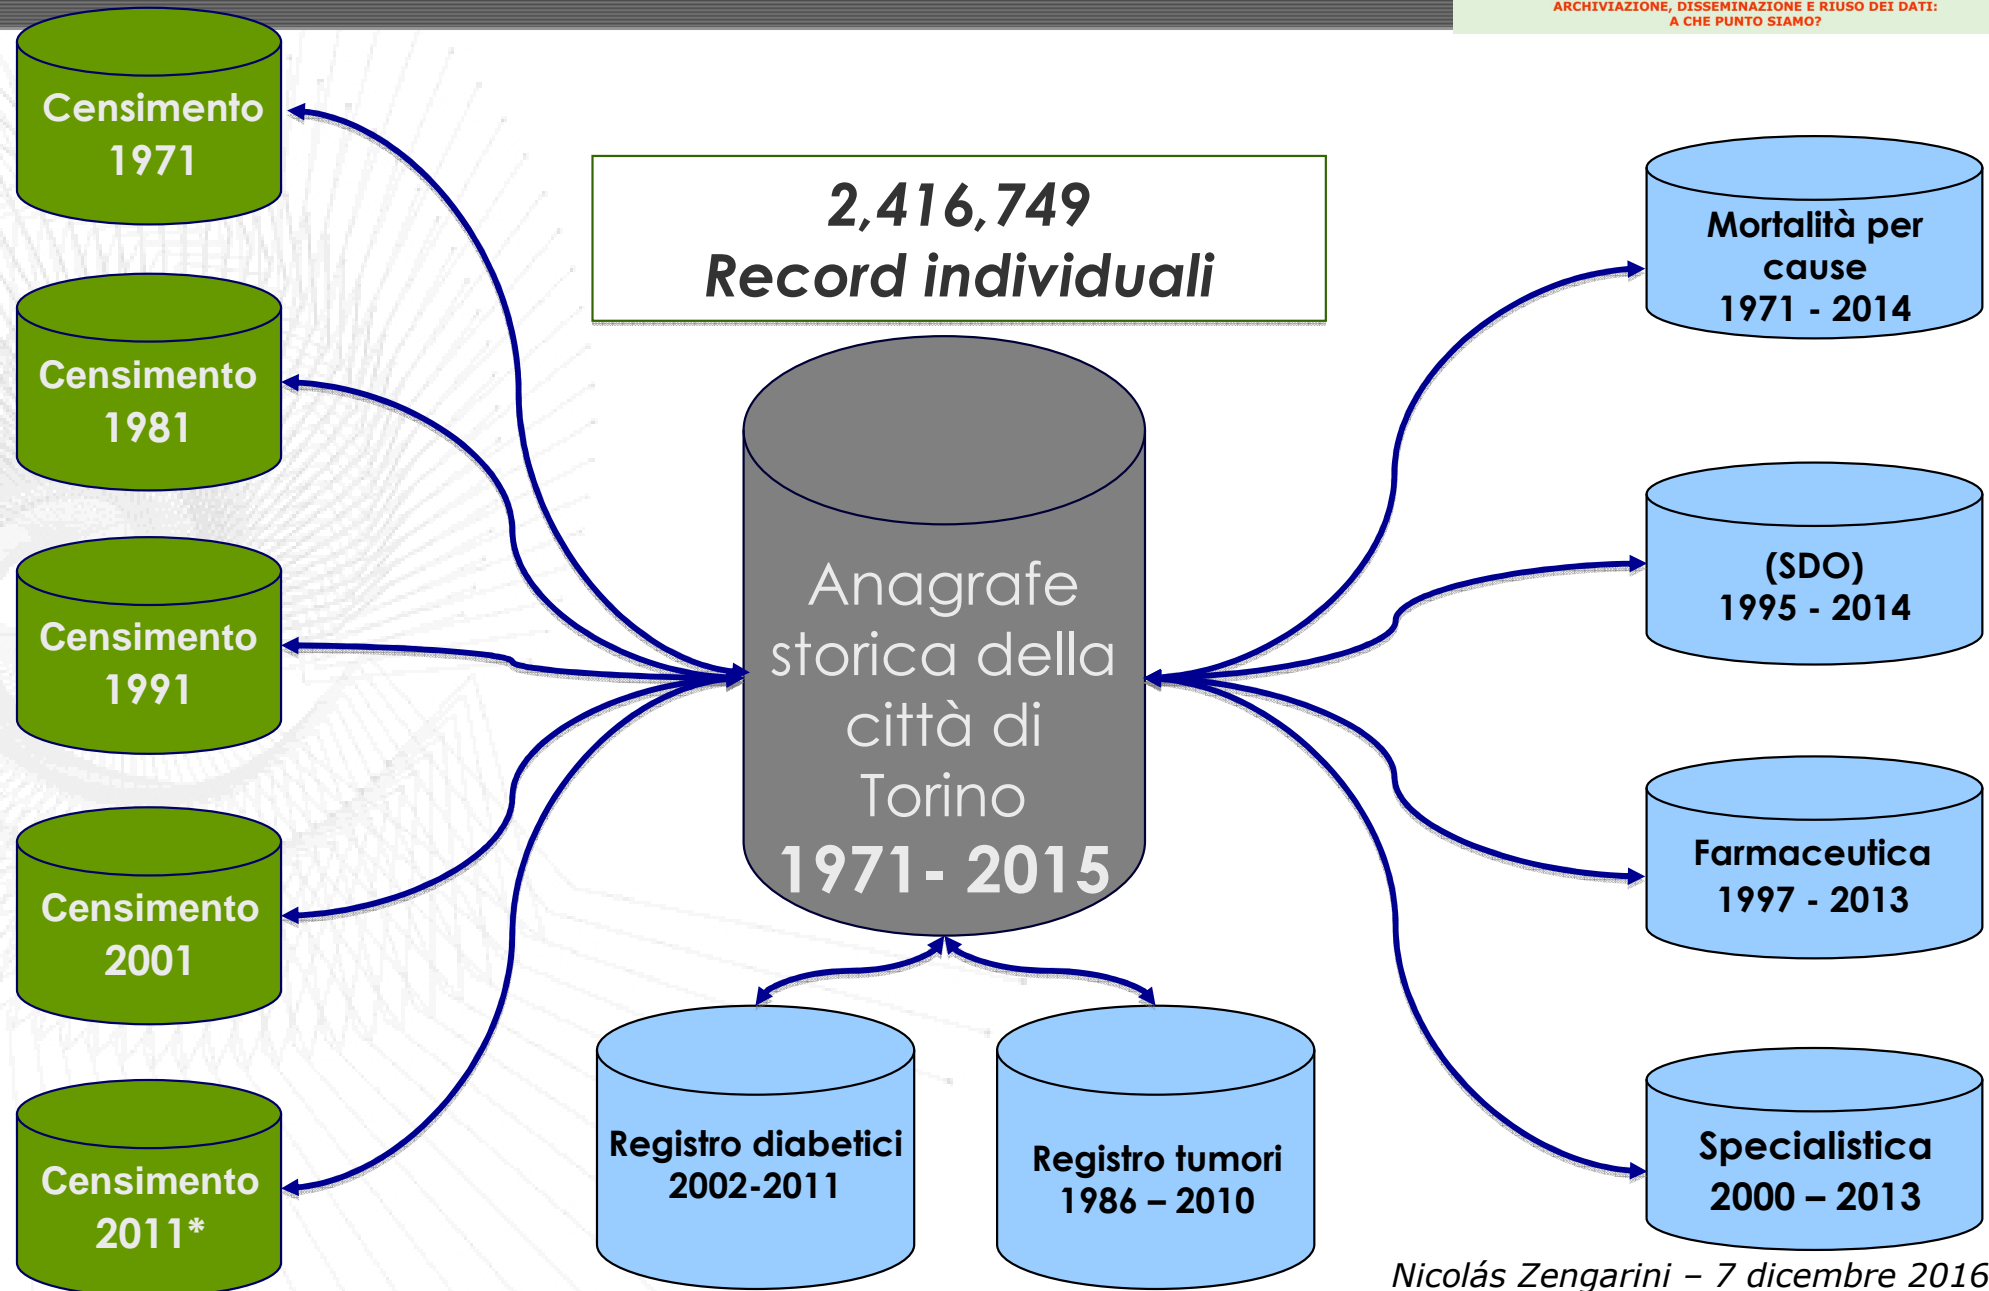 ARCHIVIAZIONE, DISSEMINAZIONE E RIUSO DEI DATI:
A CHE PUNTO SIAMO?
Censimento
1971
Censimento
1981
Censimento
1991
Censimento
2001
Censimento
2011*
2,416,749
Record individuali
Anagrafe
storica della
città di
Torino
1971- 2015
Registro diabetici
2002-2011
Registro tumori
1986 – 2010
Mortalità per
cause
1971 - 2014
(SDO)
1995 - 2014
Farmaceutica
1997 - 2013
Specialistica
2000 – 2013
Nicolás Zengarini – 7 dicembre 2016